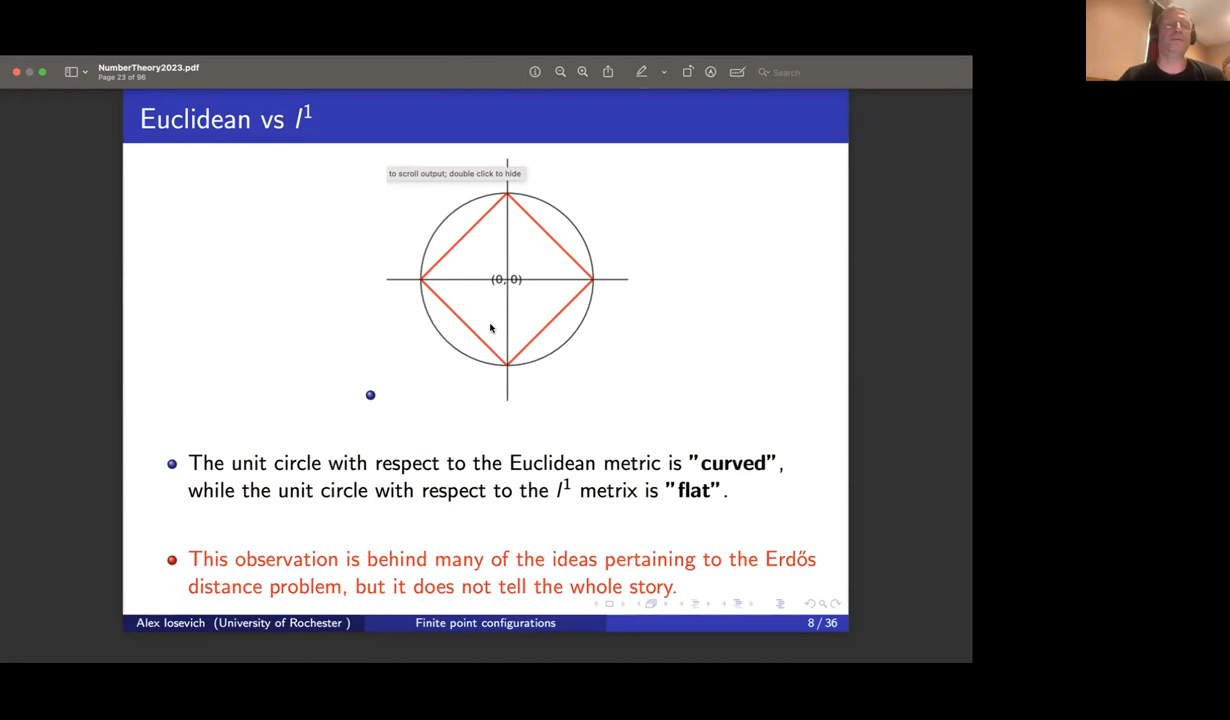 NumberTheory2023.pdf
Page 23 of 96
Search
Euclidean vs l¹
to scroll output; double click to hide
(0, 0)
The unit circle with respect to the Euclidean metric is ”curved”,
while the unit circle with respect to the l¹ metrix is ”flat”.
This observation is behind many of the ideas pertaining to the Erdős
distance problem, but it does not tell the whole story.
Alex Iosevich (University of Rochester ) Finite point configurations 8 / 36